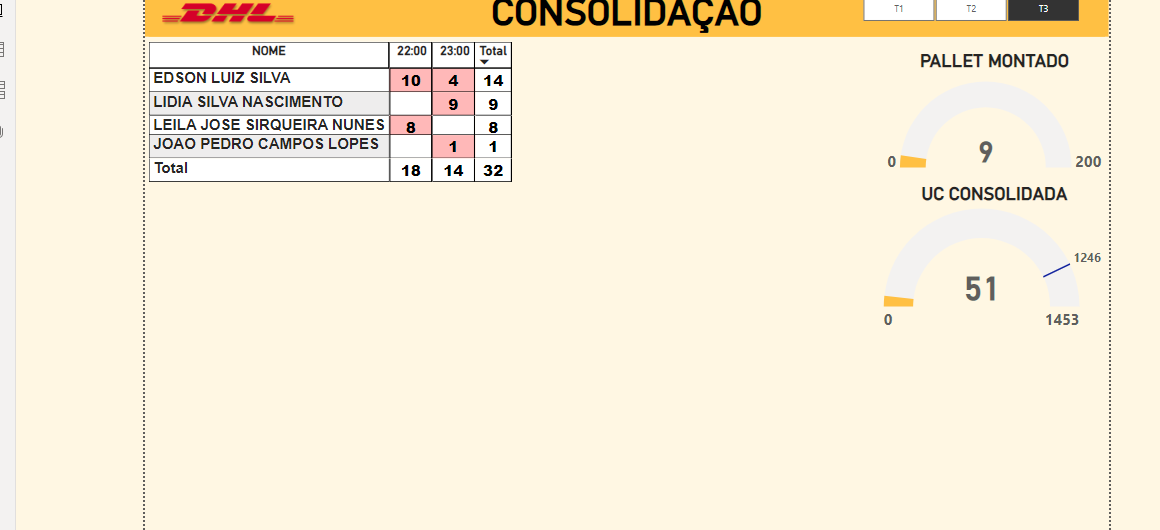 DHL
CONSOLIDAÇÃO
T1 T2 T3
NOME 22:00 23:00 Total
EDSON LUIZ SILVA 10 4 14
LIDIA SILVA NASCIMENTO 9 9
LEILA JOSE SIRQUEIRA NUNES 8 8
JOAO PEDRO CAMPOS LOPES 1 1
Total 18 14 32
PALLET MONTADO
9
0 200
UC CONSOLIDADA
1246
51
0 1453